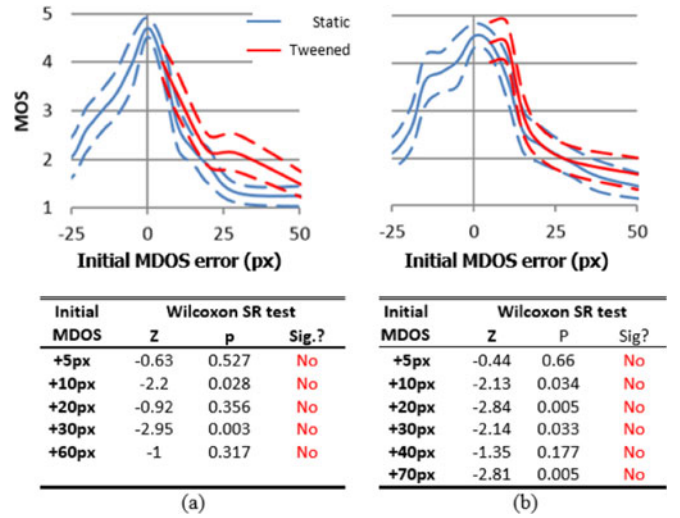 5
4
3
2
1
MOS
Static
Tweened
-25 0 25 50
Initial MDOS error (px)
-25 0 25 50
Initial MDOS error (px)
Initial MDOS Wilcoxon SR test
Z p Sig.?
+5px -0.63 0.527 No
+10px -2.2 0.028 No
+20px -0.92 0.356 No
+30px -2.95 0.003 No
+60px -1 0.317 No
(a)
Initial MDOS Wilcoxon SR test
Z P Sig?
+5px -0.44 0.66 No
+10px -2.13 0.034 No
+20px -2.84 0.005 No
+30px -2.14 0.033 No
+40px -1.35 0.177 No
+70px -2.81 0.005 No
(b)